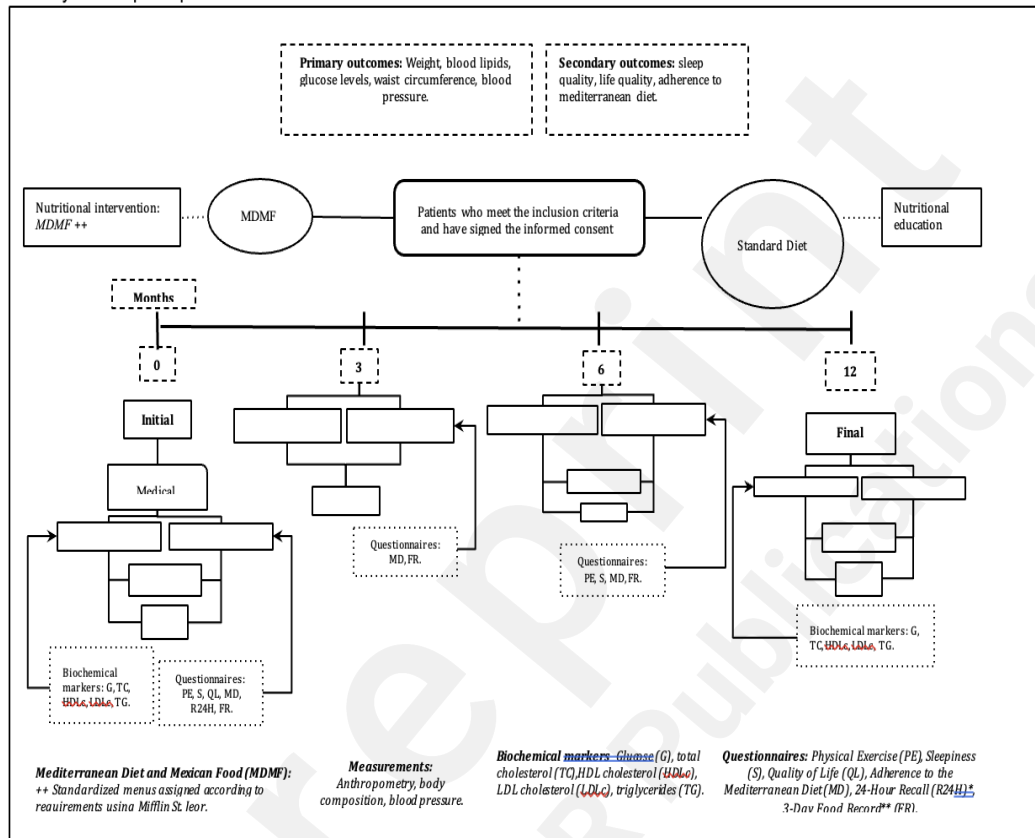 Primary outcomes: Weight, blood lipids,
glucose levels, waist circumference, blood
pressure.
Secondary outcomes: sleep
quality, life quality, adherence to
mediterranean diet.
Nutritional intervention:
MDMF ++
MDMF
Patients who meet the inclusion criteria
and have signed the informed consent
Standard Diet
Nutritional
education
Months
0
3
6
12
Initial
Final
Medical
Questionnaires:
MD, FR.
Questionnaires:
PE, S, MD, FR.
Biochemical markers: G,
TC, HDLc, LDLc, TG.
Biochemical
markers: G, TC,
HDLc, LDLc, TG.
Questionnaires:
PE, S, QL, MD,
R24H, FR.
Mediterranean Diet and Mexican Food (MDMF):
++ Standardized menus assigned according to
requirements using Mifflin St. Jeor.
Measurements:
Anthropometry, body
composition, blood pressure.
Biochemical markers Glucose (G), total
cholesterol (TC),HDL cholesterol (HDLc),
LDL cholesterol (LDLc), triglycerides (TG).
Questionnaires: Physical Exercise (PE), Sleepiness
(S), Quality of Life (QL), Adherence to the
Mediterranean Diet (MD), 24-Hour Recall (R24H)*
3-Day Food Record** (FR).
reprint
R Publications